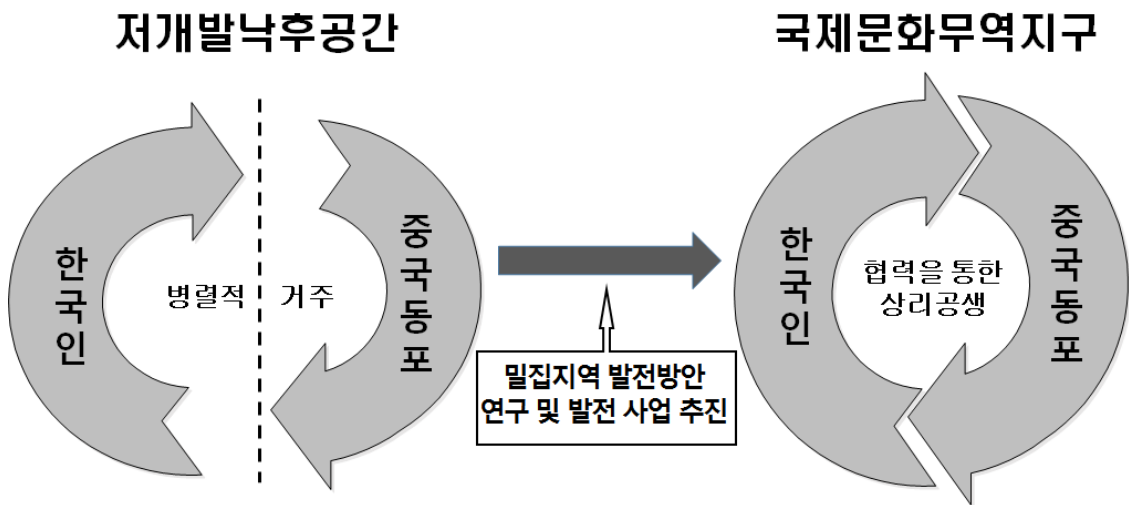 저개발낙후공간
한국인
병렬적 거주
중국동포
밀집지역 발전방안
연구 및 발전 사업 추진
국제문화무역지구
한국인
협력을 통한
상리공생
중국동포